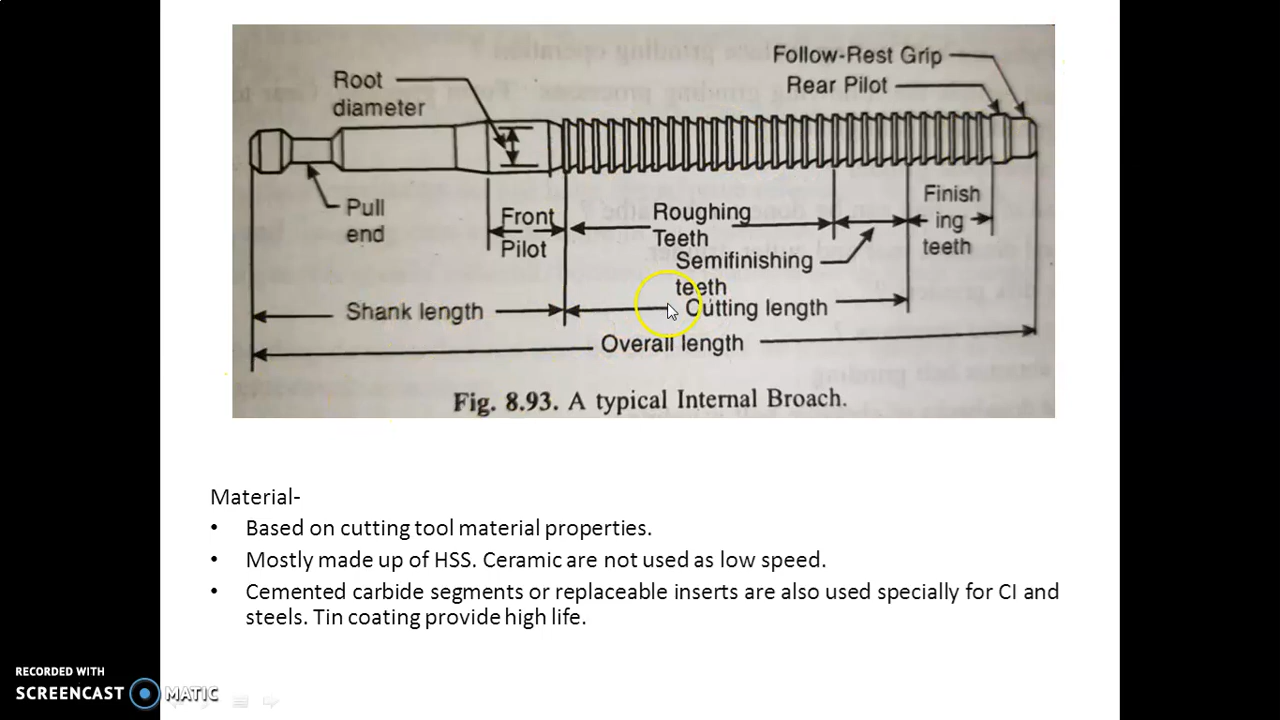 Follow-Rest Grip
Root
diameter
Rear Pilot
Pull
end
Front
Pilot
Roughing
Teeth
Semifinishing
teeth
Finish
ing
teeth
Shank length
Cutting length
Overall length
Fig. 8.93. A typical Internal Broach.
Material-
• Based on cutting tool material properties.
• Mostly made up of HSS. Ceramic are not used as low speed.
• Cemented carbide segments or replaceable inserts are also used specially for CI and
steels. Tin coating provide high life.
RECORDED WITH
SCREENCAST MATIC